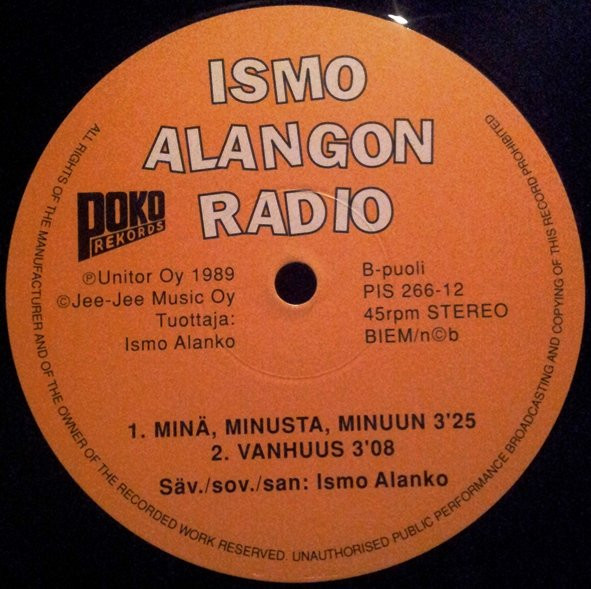 ISMO
ALANGON
RADIO
POKO
REKORDS
℗Unitor Oy 1989
©Jee-Jee Music Oy
Tuottaja:
Ismo Alanko
B-puoli
PIS 266-12
45rpm STEREO
BIEM/n©b
1. MINÄ, MINUSTA, MINUUN 3'25
2. VANHUUS 3'08
Säv./sov./san: Ismo Alanko
ALL RIGHTS OF THE MANUFACTURER AND OF THE OWNER OF THE RECORDED WORK RESERVED. UNAUTHORISED PUBLIC PERFORMANCE BROADCASTING AND COPYING OF THIS RECORD PROHIBITED